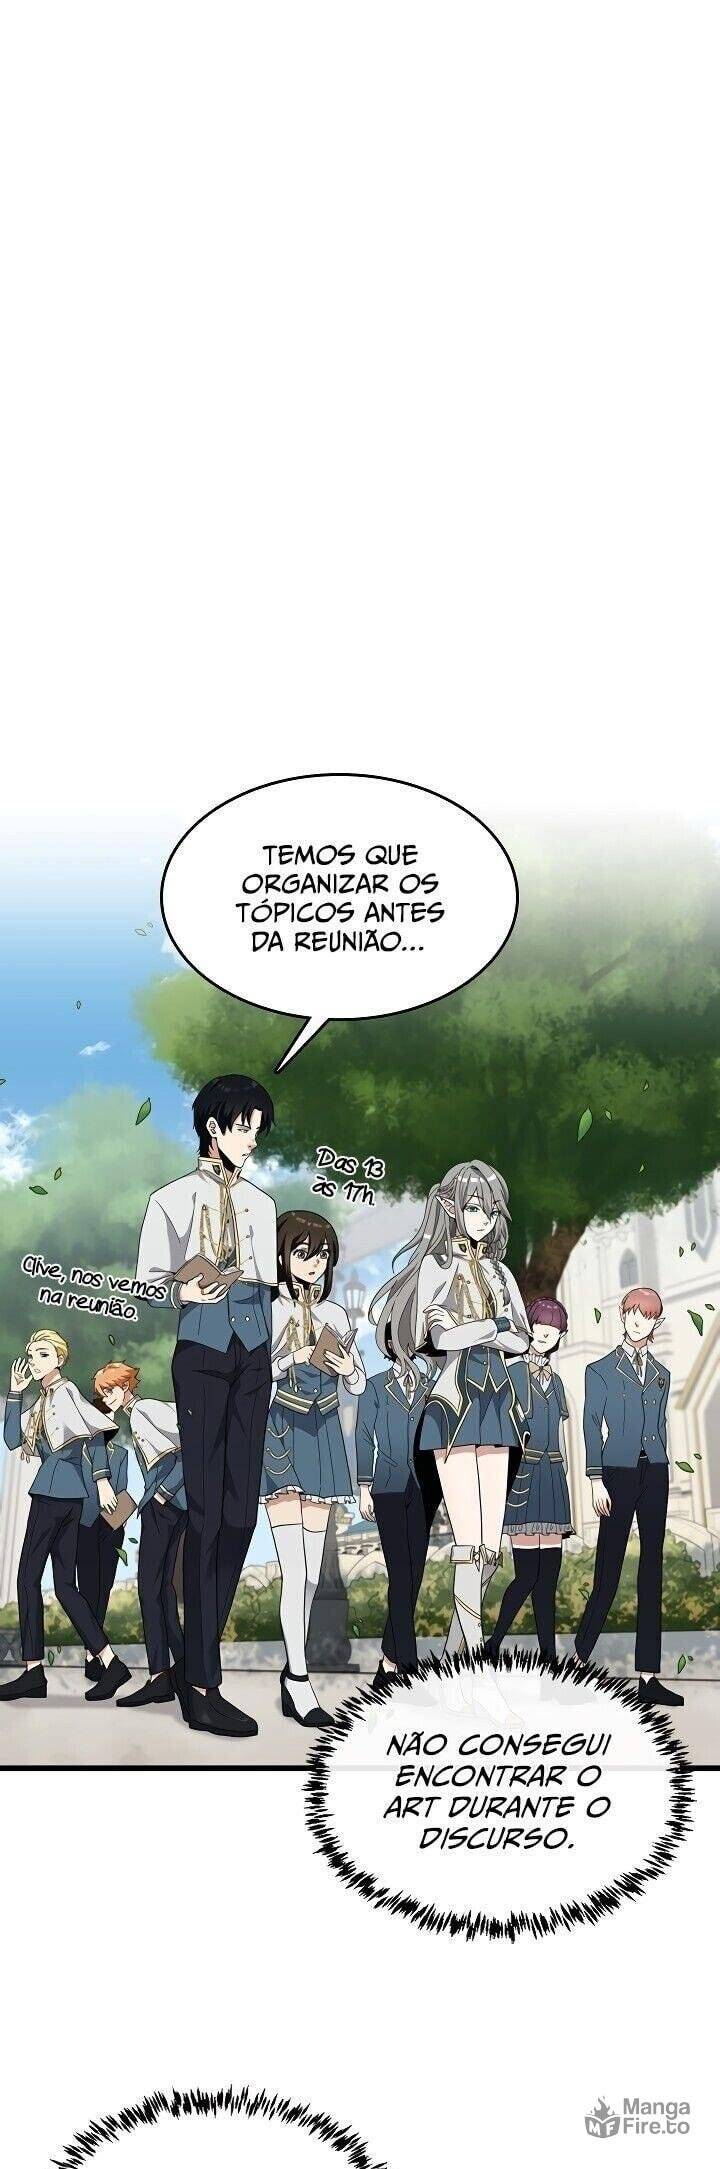 TEMOS QUE
ORGANIZAR OS
TÓPICOS ANTES
DA REUNIÃO...
Das 13
às 17h.
Clive, nos vemos
na reunião.
NÃO CONSEGUI
ENCONTRAR O
ART DURANTE O
DISCURSO.
Manga
Fire.to